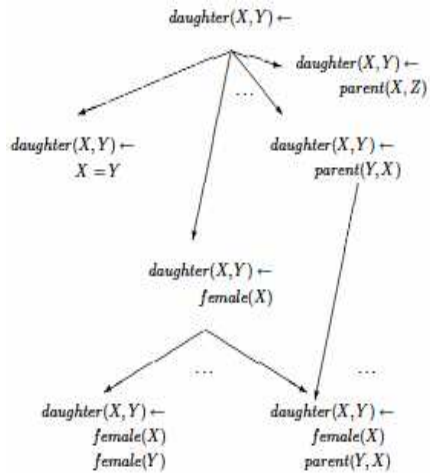 daughter(X,Y) ←
daughter(X,Y) ←
parent(X, Z)
...
daughter(X,Y) ←
X = Y
daughter(X,Y) ←
parent(Y,X)
daughter(X,Y) ←
female(X)
...
...
daughter(X,Y) ←
female(X)
female(Y)
daughter(X,Y) ←
female(X)
parent(Y, X)